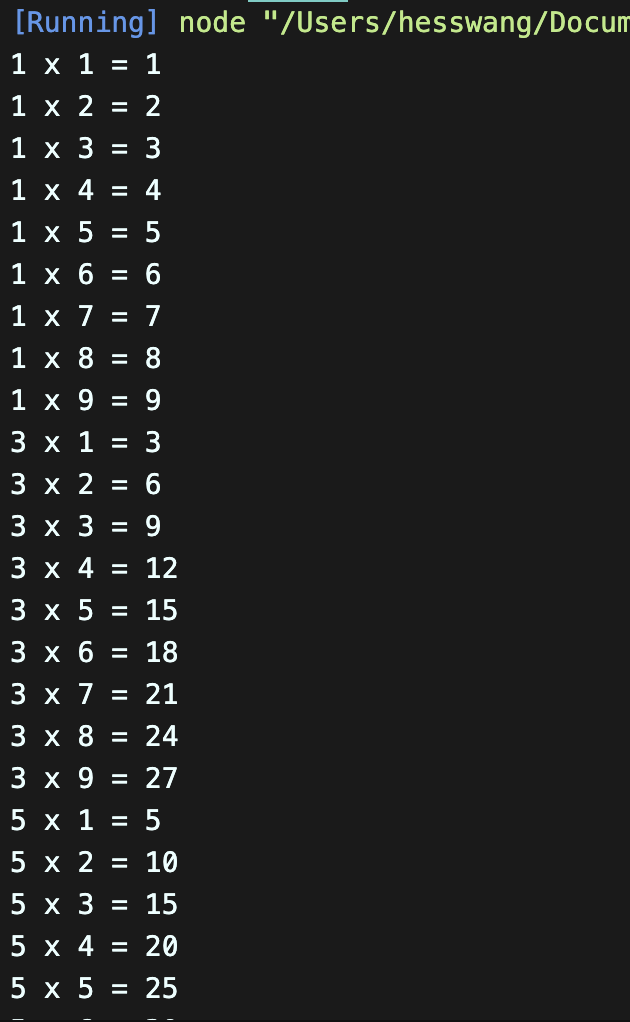 [Running] node "/Users/hesswang/Docum
1 x 1 = 1
1 x 2 = 2
1 x 3 = 3
1 x 4 = 4
1 x 5 = 5
1 x 6 = 6
1 x 7 = 7
1 x 8 = 8
1 x 9 = 9
3 x 1 = 3
3 x 2 = 6
3 x 3 = 9
3 x 4 = 12
3 x 5 = 15
3 x 6 = 18
3 x 7 = 21
3 x 8 = 24
3 x 9 = 27
5 x 1 = 5
5 x 2 = 10
5 x 3 = 15
5 x 4 = 20
5 x 5 = 25